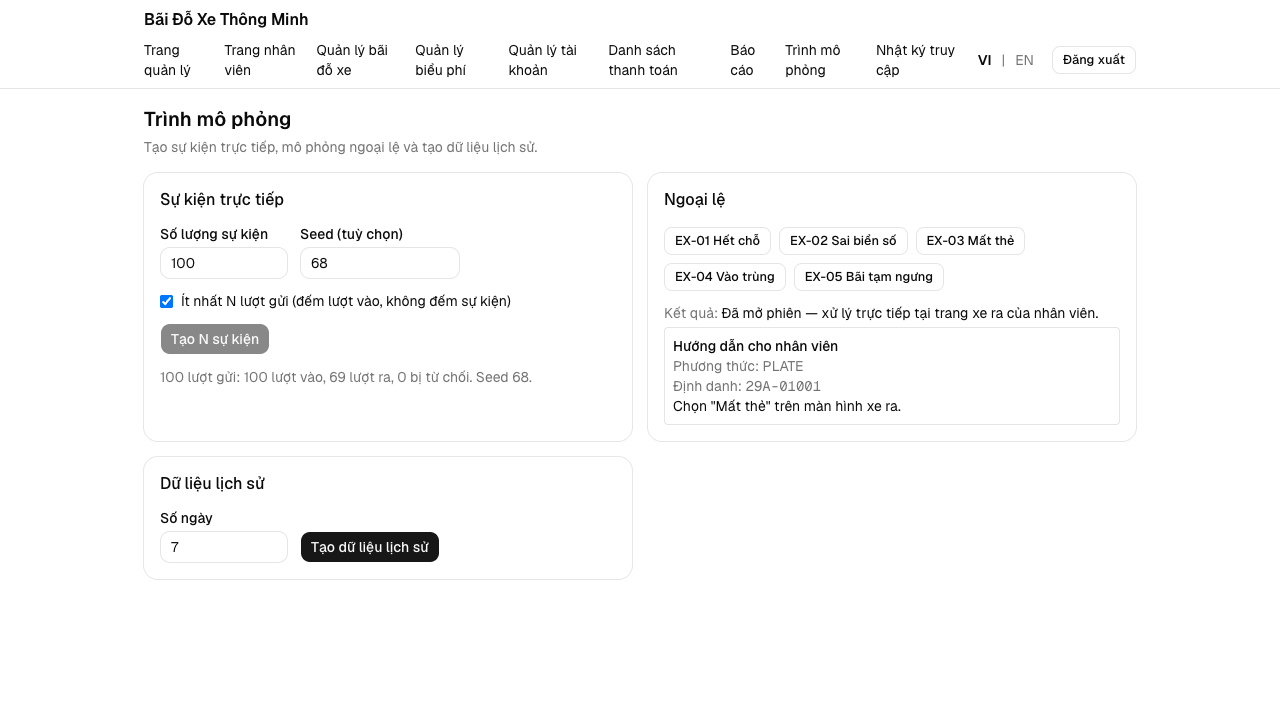 Bãi Đỗ Xe Thông Minh
Trang quản lý
Trang nhân viên
Quản lý bãi đỗ xe
Quản lý biểu phí
Quản lý tài khoản
Danh sách thanh toán
Báo cáo
Trình mô phỏng
Nhật ký truy cập
VI | EN
Đăng xuất
Trình mô phỏng
Tạo sự kiện trực tiếp, mô phỏng ngoại lệ và tạo dữ liệu lịch sử.
Sự kiện trực tiếp
Số lượng sự kiện
Seed (tuỳ chọn)
100
68
Ít nhất N lượt gửi (đếm lượt vào, không đếm sự kiện)
Tạo N sự kiện
100 lượt gửi: 100 lượt vào, 69 lượt ra, 0 bị từ chối. Seed 68.
Ngoại lệ
EX-01 Hết chỗ
EX-02 Sai biển số
EX-03 Mất thẻ
EX-04 Vào trùng
EX-05 Bãi tạm ngưng
Kết quả: Đã mở phiên — xử lý trực tiếp tại trang xe ra của nhân viên.
Hướng dẫn cho nhân viên
Phương thức: PLATE
Định danh: 29A-01001
Chọn "Mất thẻ" trên màn hình xe ra.
Dữ liệu lịch sử
Số ngày
7
Tạo dữ liệu lịch sử